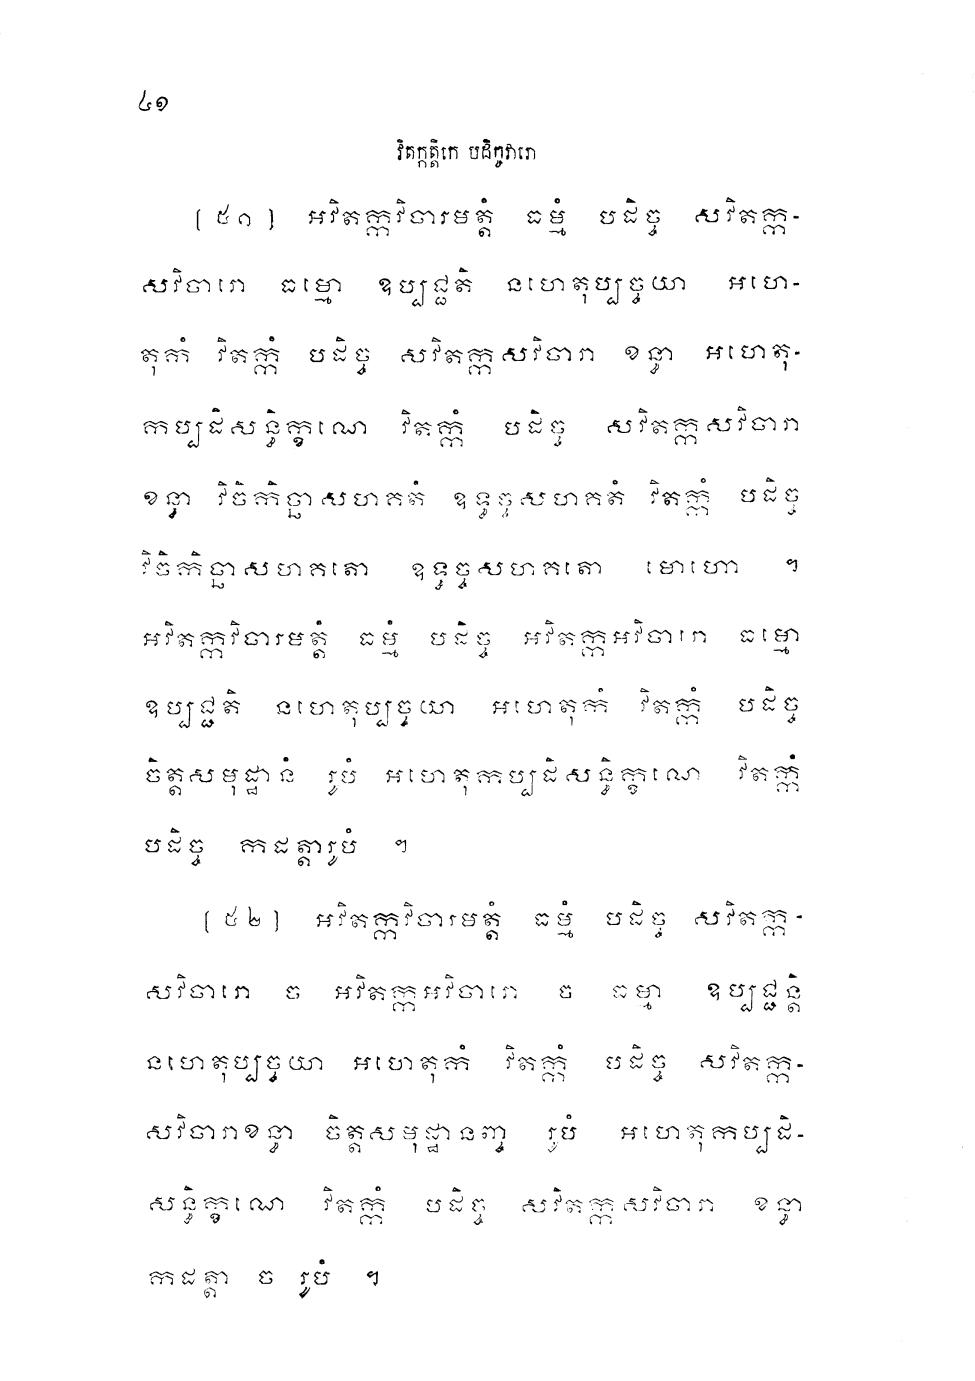 ៤១
វិតក្កត្តិកេ បដិច្ចវារោ
[៥១] អវិតក្កវិចារមត្តំ ធម្មំ បដិច្ច សវិតក្ក-
សវិចារោ ធម្មោ ឧប្បជ្ជតិ នហេតុប្បច្ចយា អហេ-
តុកំ វិតក្កំ បដិច្ច សវិតក្កសវិចារា ខន្ធា អហេតុ-
កប្បដិសន្ធិក្ខណេ វិតក្កំ បដិច្ច សវិតក្កសវិចារា
ខន្ធា វិចិកិច្ឆាសហគតំ ឧទ្ធច្ចសហគតំ វិតក្កំ បដិច្ច
វិចិកិច្ឆាសហគតោ ឧទ្ធច្ចសហគតោ មោហោ ។
អវិតក្កវិចារមត្តំ ធម្មំ បដិច្ច អវិតក្កអវិចារោ ធម្មោ
ឧប្បជ្ជតិ នហេតុប្បច្ចយា អហេតុកំ វិតក្កំ បដិច្ច
ចិត្តសមុដ្ឋានំ រូបំ អហេតុកប្បដិសន្ធិក្ខណេ វិតក្កំ
បដិច្ច កដត្តារូបំ ។
[៥២] អវិតក្កវិចារមត្តំ ធម្មំ បដិច្ច សវិតក្ក-
សវិចារោ ច អវិតក្កអវិចារោ ច ធម្មា ឧប្បជ្ជន្តិ
នហេតុប្បច្ចយា អហេតុកំ វិតក្កំ បដិច្ច សវិតក្ក-
សវិចារាខន្ធា ចិត្តសមុដ្ឋានញ្ច រូបំ អហេតុកប្បដិ-
សន្ធិក្ខណេ វិតក្កំ បដិច្ច សវិតក្កសវិចារា ខន្ធា
កដត្តា ច រូបំ ។